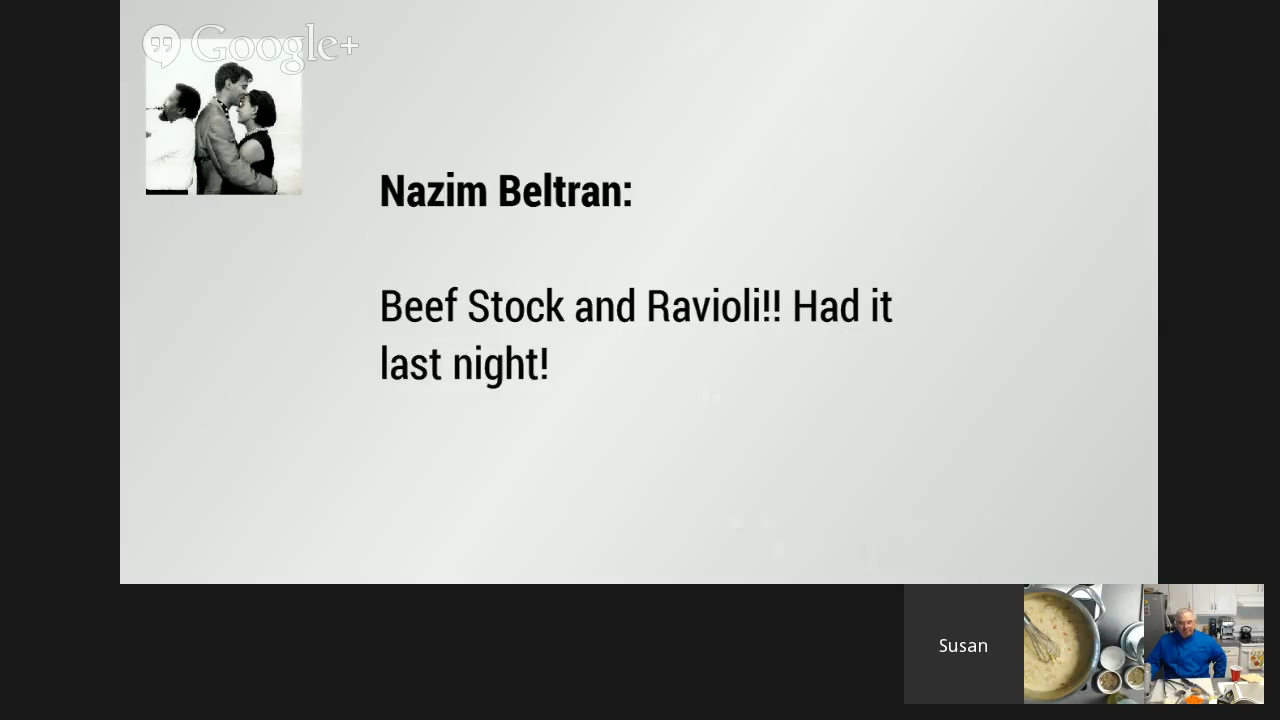 Google+
Nazim Beltran:
Beef Stock and Ravioli!! Had it
last night!
Susan